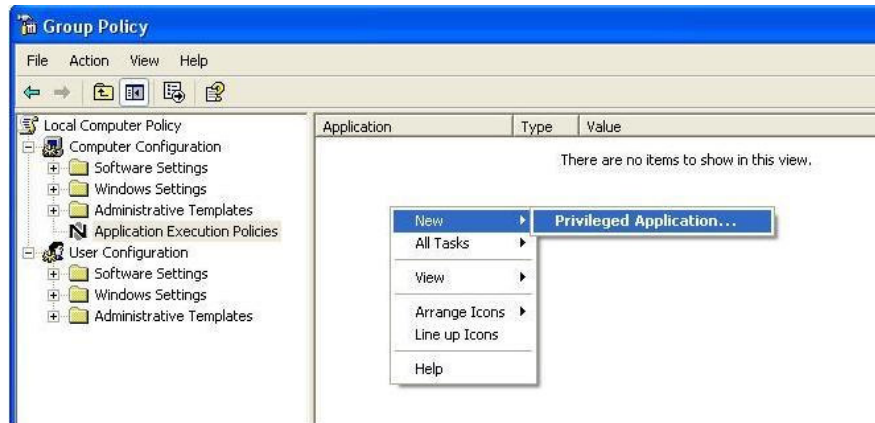 Group Policy
File Action View Help
Local Computer Policy
Computer Configuration
Software Settings
Windows Settings
Administrative Templates
Application Execution Policies
User Configuration
Software Settings
Windows Settings
Administrative Templates
Application Type Value
There are no items to show in this view.
New
All Tasks
View
Arrange Icons
Line up Icons
Help
Privileged Application...